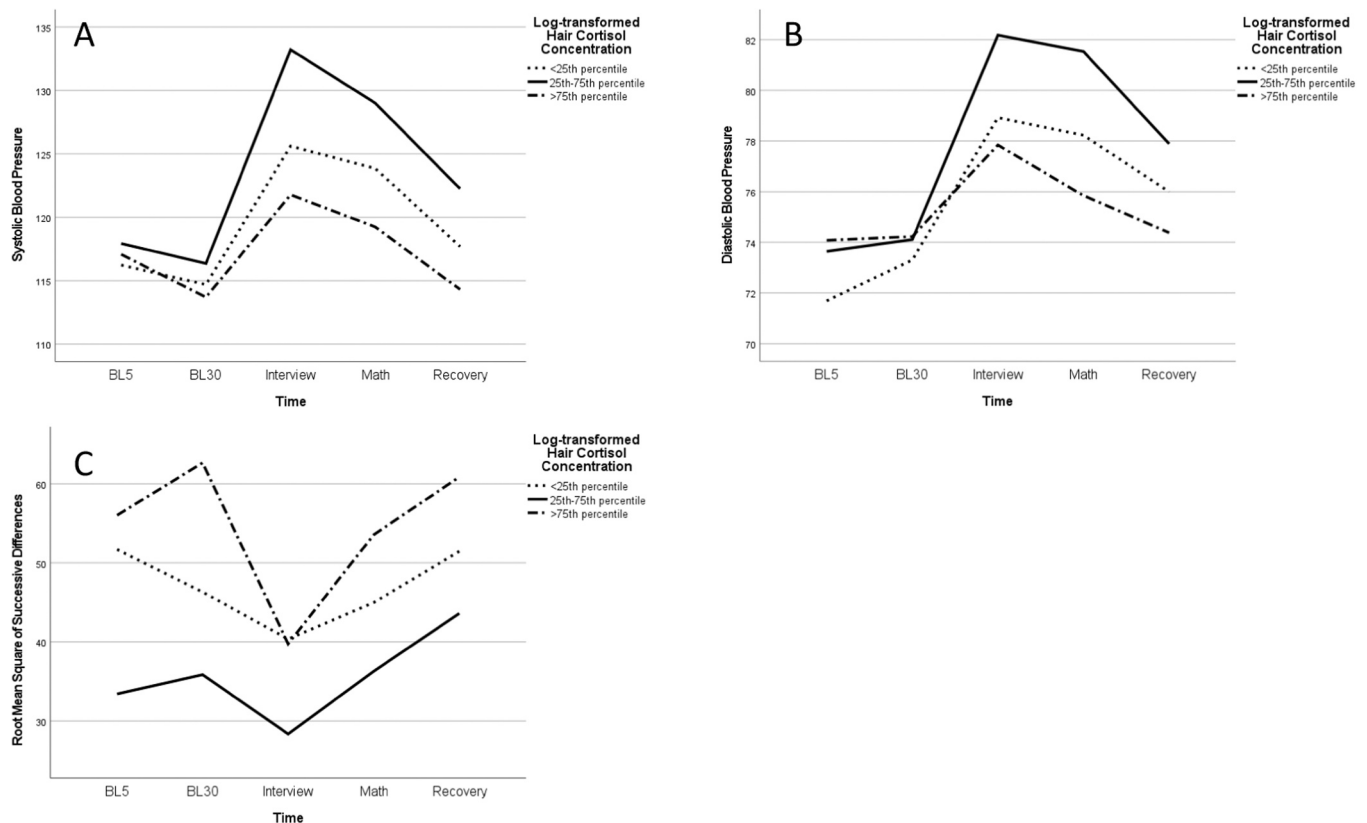 A
Systolic Blood Pressure
135
130
125
120
115
110
BL5
BL30
Interview
Math
Recovery
Time
Log-transformed
Hair Cortisol
Concentration
<25th percentile
25th-75th percentile
>75th percentile
B
Diastolic Blood Pressure
82
80
78
76
74
72
70
BL5
BL30
Interview
Math
Recovery
Time
Log-transformed
Hair Cortisol
Concentration
<25th percentile
25th-75th percentile
>75th percentile
C
Root Mean Square of Successive Differences
60
50
40
30
BL5
BL30
Interview
Math
Recovery
Time
Log-transformed
Hair Cortisol
Concentration
<25th percentile
25th-75th percentile
>75th percentile